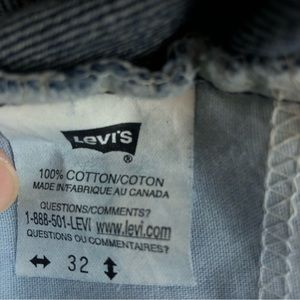 LEVI'S
®
100% COTTON/COTON
MADE IN/FABRIQUE AU CANADA
QUESTIONS/COMMENTS?
1-888-501-LEVI www.levi.com
QUESTIONS OU COMMENTAIRES?
↔ 32 ↕